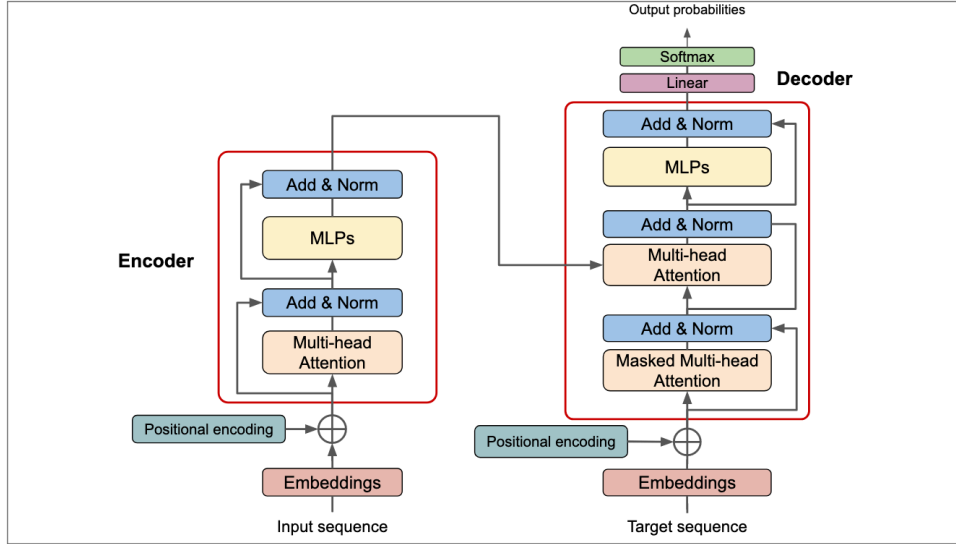 Output probabilities
Softmax
Linear
Decoder
Add & Norm
MLPs
Add & Norm
Multi-head
Attention
Add & Norm
Masked Multi-head
Attention
Positional encoding
Embeddings
Target sequence
Encoder
Add & Norm
MLPs
Add & Norm
Multi-head
Attention
Positional encoding
Embeddings
Input sequence